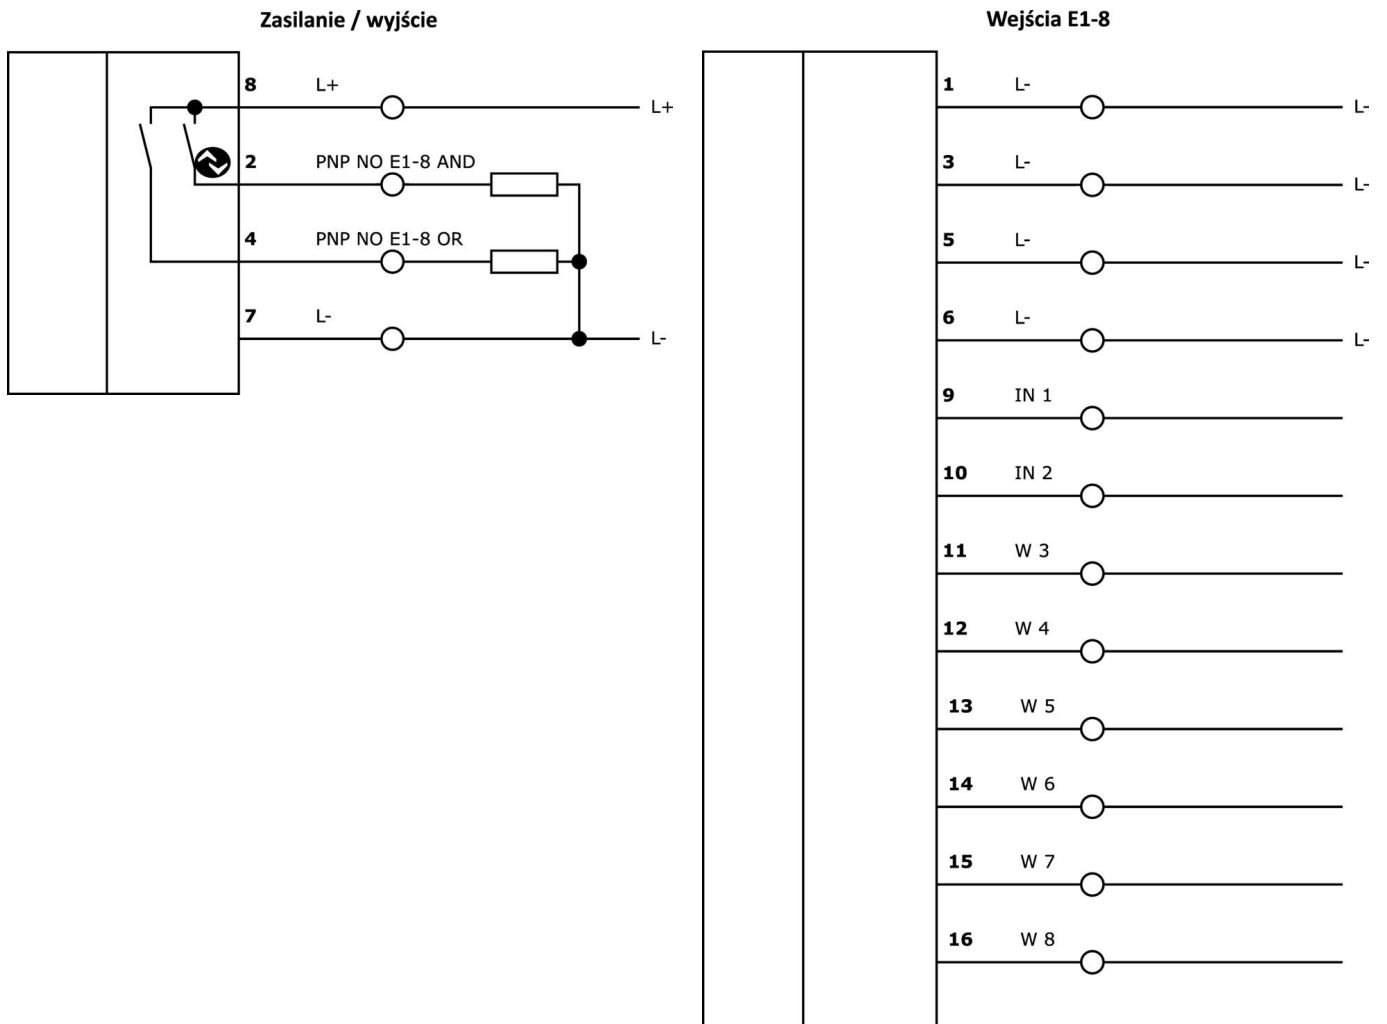 Zasilanie / wyjście
8 L+
L+
2 PNP NO E1-8 AND
4 PNP NO E1-8 OR
7 L-
L-
Wejścia E1-8
1 L-
L-
3 L-
L-
5 L-
L-
6 L-
L-
9 IN 1
10 IN 2
11 W 3
12 W 4
13 W 5
14 W 6
15 W 7
16 W 8